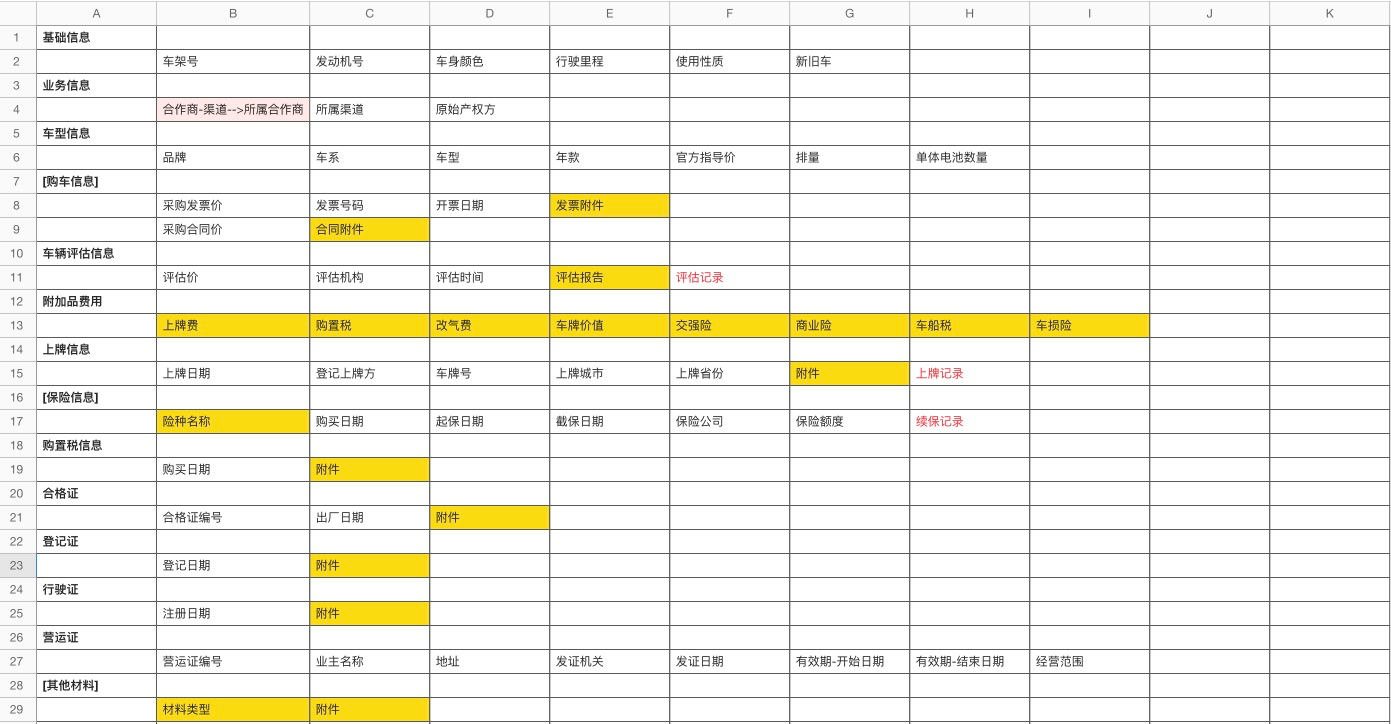 A B C D E F G H I J K
1 基础信息
2 车架号 发动机号 车身颜色 行驶里程 使用性质 新旧车
3 业务信息
4 合作商-渠道-->所属合作商 所属渠道 原始产权方
5 车型信息
6 品牌 车系 车型 年款 官方指导价 排量 单体电池数量
7 [购车信息]
8 采购发票价 发票号码 开票日期 发票附件
9 采购合同价 合同附件
10 车辆评估信息
11 评估价 评估机构 评估时间 评估报告 评估记录
12 附加品费用
13 上牌费 购置税 改气费 车牌价值 交强险 商业险 车船税 车损险
14 上牌信息
15 上牌日期 登记上牌方 车牌号 上牌城市 上牌省份 附件 上牌记录
16 [保险信息]
17 险种名称 购买日期 起保日期 截保日期 保险公司 保险额度 续保记录
18 购置税信息
19 购买日期 附件
20 合格证
21 合格证编号 出厂日期 附件
22 登记证
23 登记日期 附件
24 行驶证
25 注册日期 附件
26 营运证
27 营运证编号 业主名称 地址 发证机关 发证日期 有效期-开始日期 有效期-结束日期 经营范围
28 [其他材料]
29 材料类型 附件